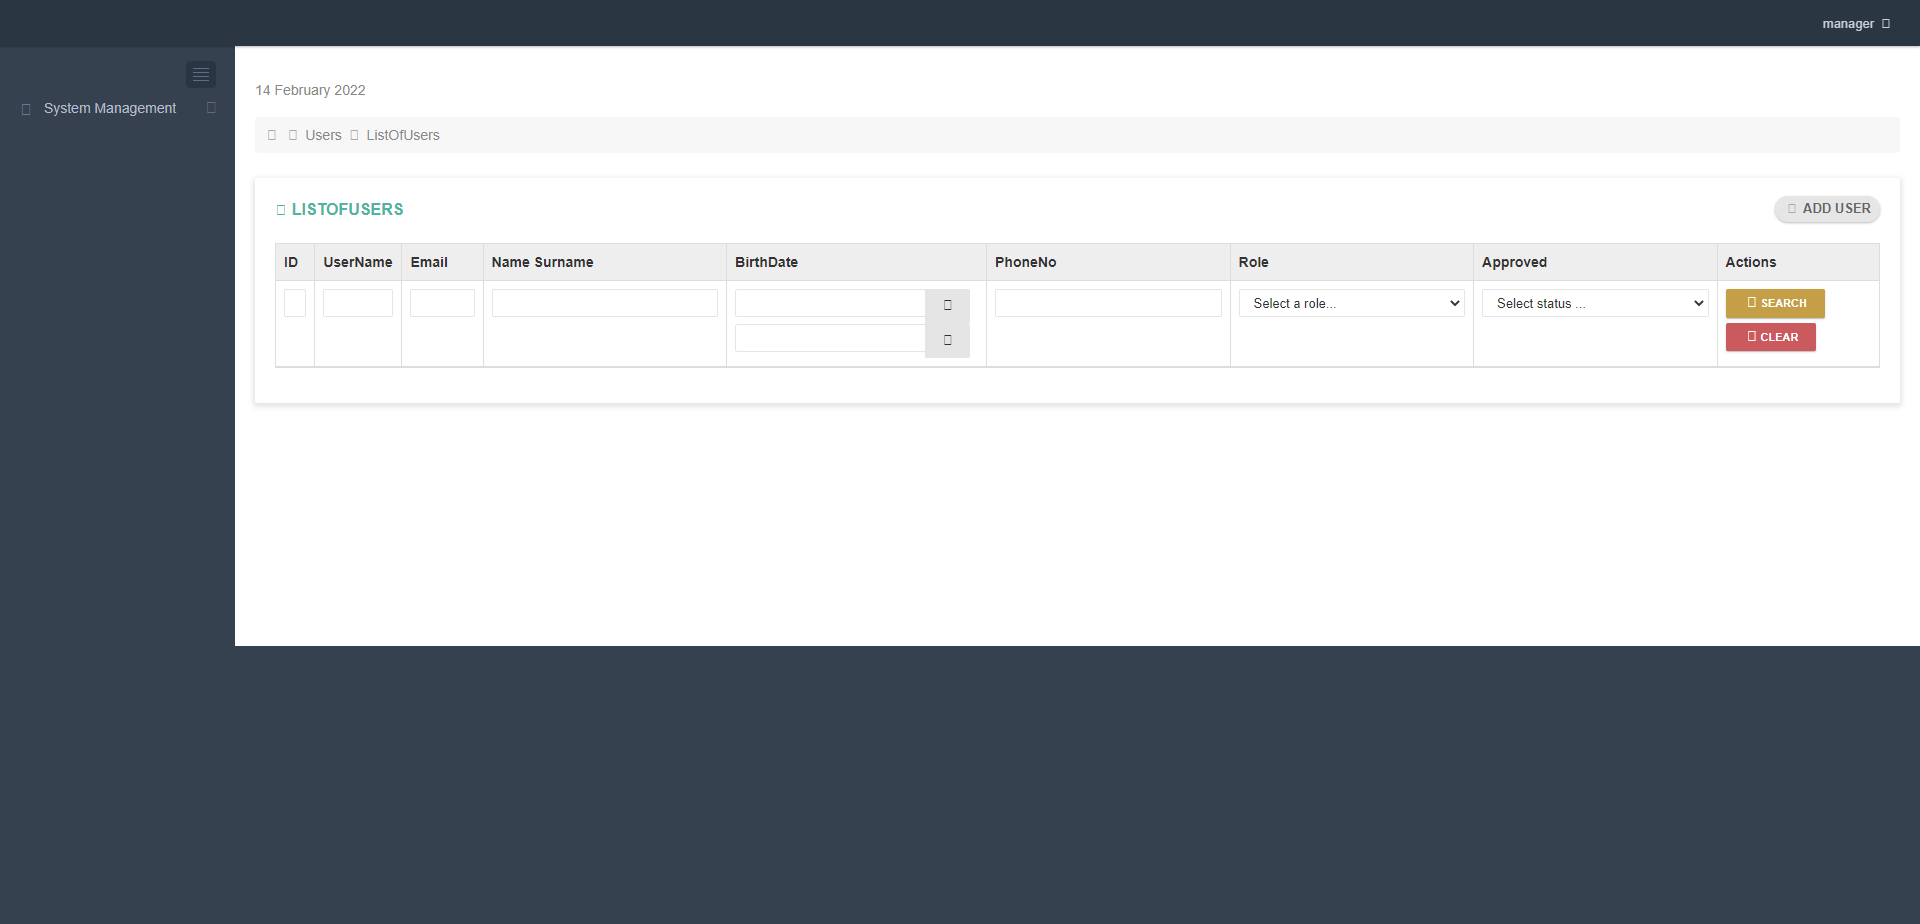 manager
System Management
14 February 2022
Users ListOfUsers
LISTOFUSERS
ADD USER
ID UserName Email Name Surname BirthDate PhoneNo Role Approved Actions
Select a role... Select status ... SEARCH
CLEAR